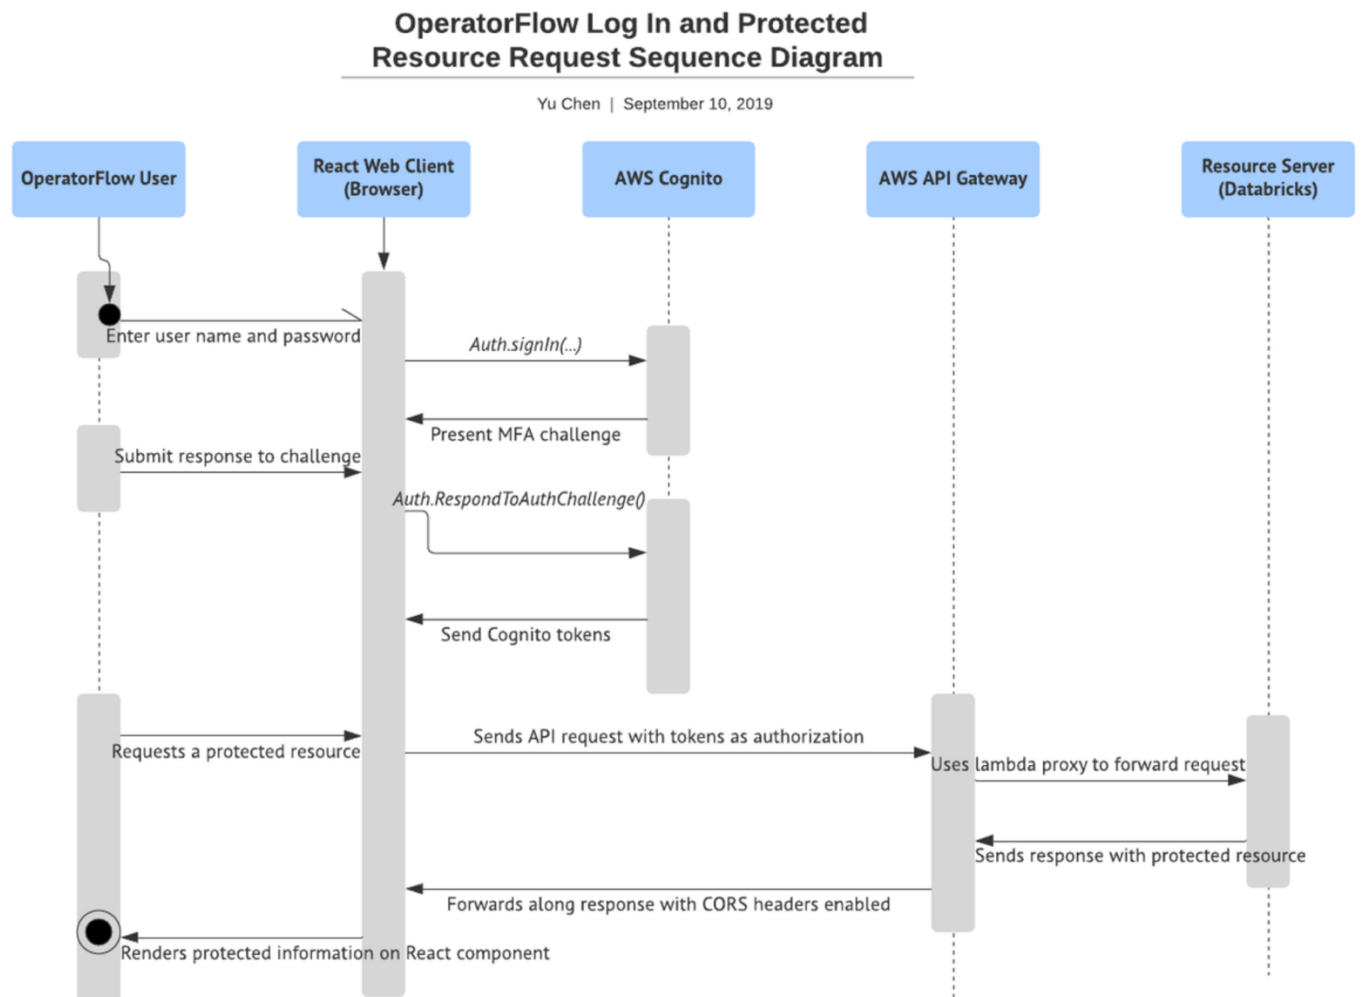 OperatorFlow Log In and Protected
Resource Request Sequence Diagram
Yu Chen | September 10, 2019
OperatorFlow User
React Web Client
(Browser)
AWS Cognito
AWS API Gateway
Resource Server
(Databricks)
Enter user name and password
Auth.signIn(...)
Present MFA challenge
Submit response to challenge
Auth.RespondToAuthChallenge()
Send Cognito tokens
Requests a protected resource
Sends API request with tokens as authorization
Uses lambda proxy to forward request
Sends response with protected resource
Forwards along response with CORS headers enabled
Renders protected information on React component